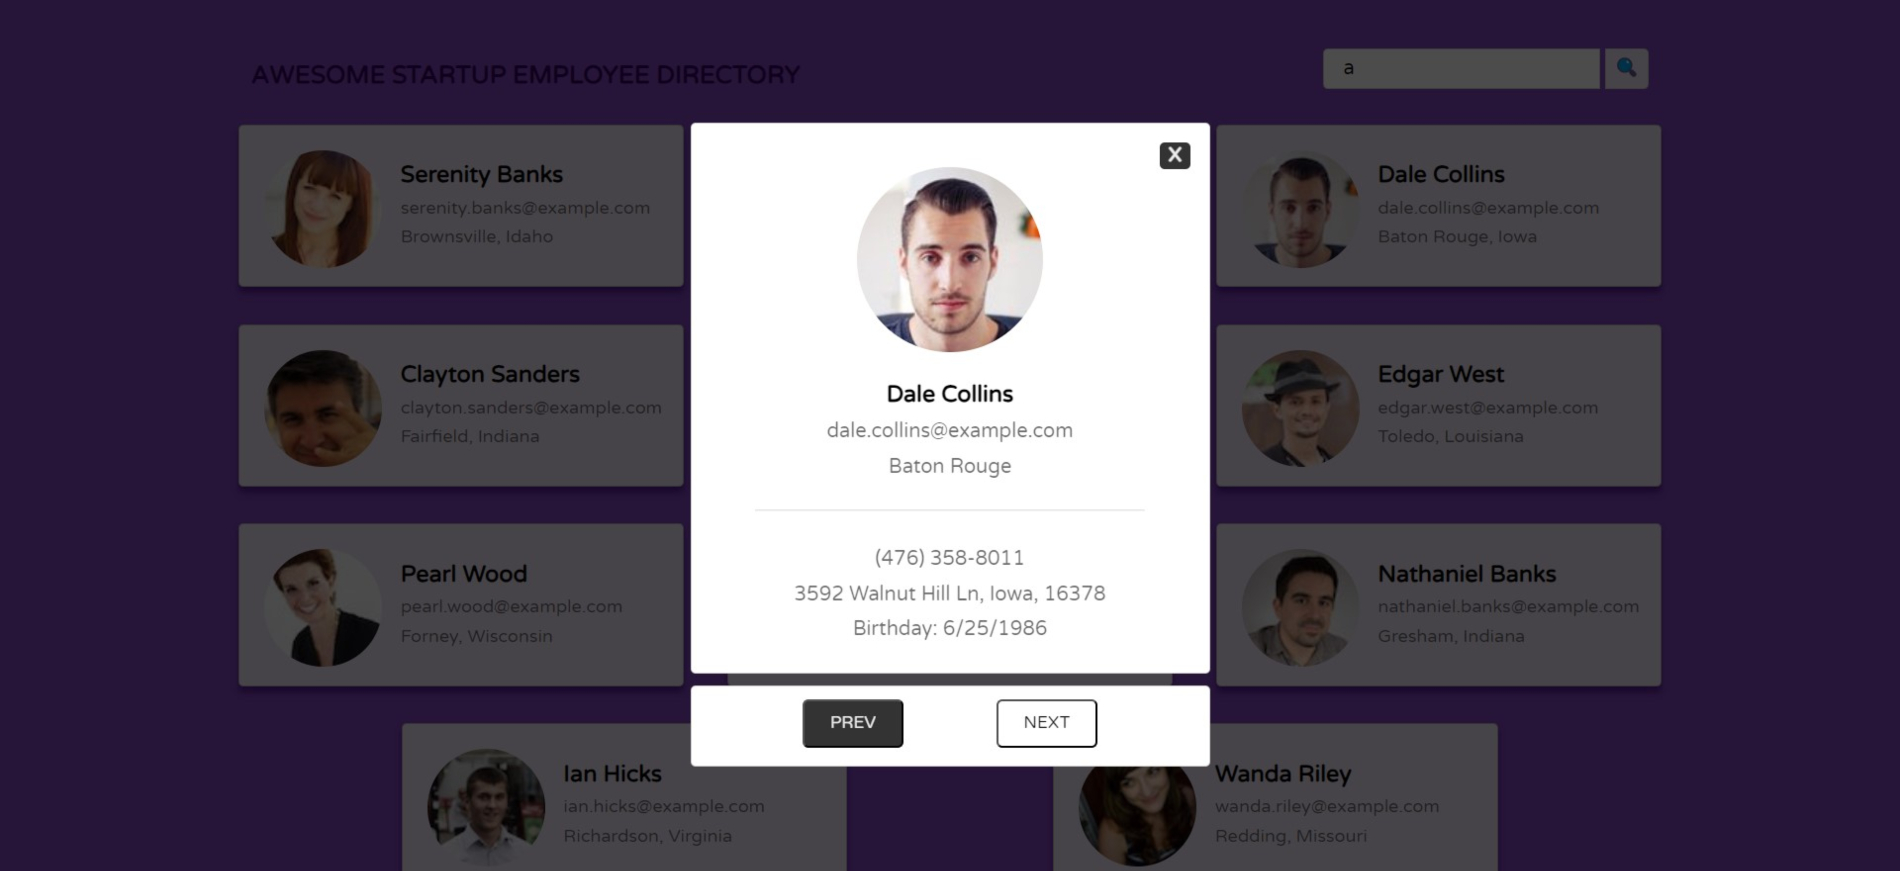 AWESOME STARTUP EMPLOYEE DIRECTORY
a
Serenity Banks
serenity.banks@example.com
Brownsville, Idaho
X
Dale Collins
dale.collins@example.com
Baton Rouge
(476) 358-8011
3592 Walnut Hill Ln, Iowa, 16378
Birthday: 6/25/1986
PREV
NEXT
Dale Collins
dale.collins@example.com
Baton Rouge, Iowa
Clayton Sanders
clayton.sanders@example.com
Fairfield, Indiana
Edgar West
edgar.west@example.com
Toledo, Louisiana
Pearl Wood
pearl.wood@example.com
Forney, Wisconsin
Nathaniel Banks
nathaniel.banks@example.com
Gresham, Indiana
Ian Hicks
ian.hicks@example.com
Richardson, Virginia
Wanda Riley
wanda.riley@example.com
Redding, Missouri